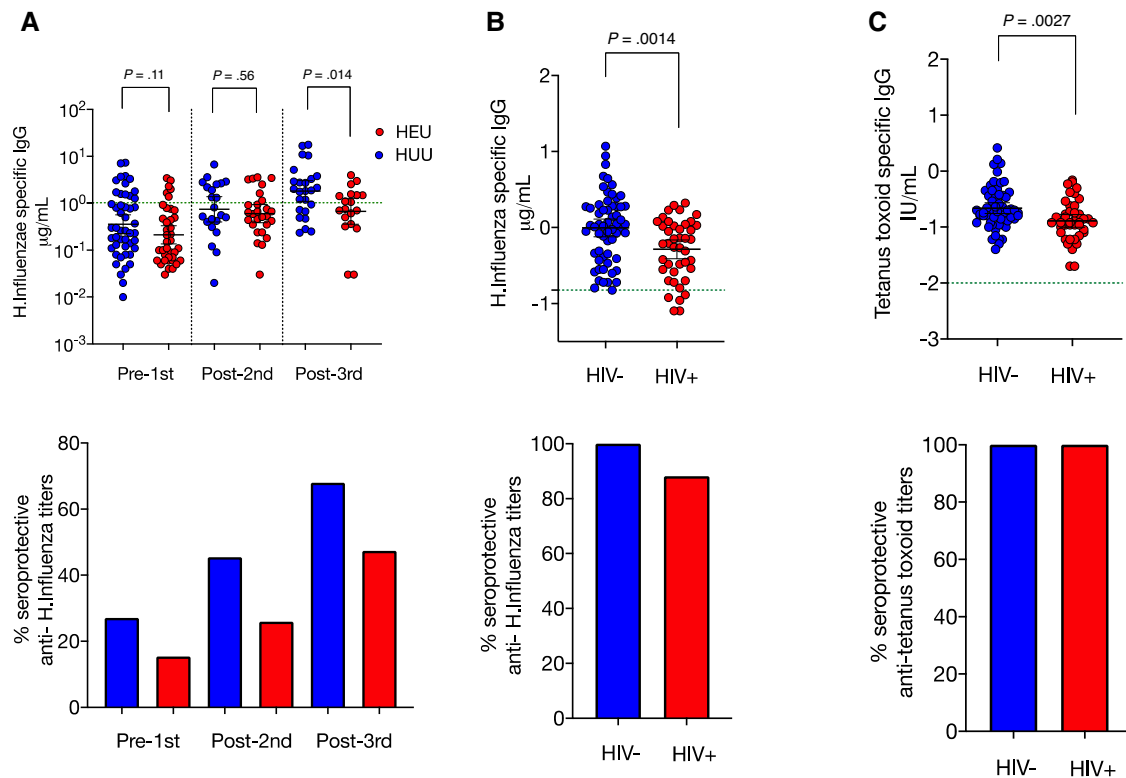 A
P = .11
P = .56
P = .014
H.Influenzae specific IgG
µg/mL
10²
10¹
10⁰
10⁻¹
10⁻²
10⁻³
HEU
HUU
Pre-1st
Post-2nd
Post-3rd
B
P = .0014
H.Influenza specific IgG
µg/mL
2
1
-0
-1
HIV-
HIV+
C
P = .0027
Tetanus toxoid specific IgG
IU/mL
2
1
-0
-1
-2
-3
HIV-
HIV+
% seroprotective
anti- H.Influenza titers
80
60
40
20
0
Pre-1st
Post-2nd
Post-3rd
% seroprotective
anti- H.Influenza titers
100
80
60
40
20
0
HIV-
HIV+
% seroprotective
anti-tetanus toxoid titers
100
80
60
40
20
0
HIV-
HIV+